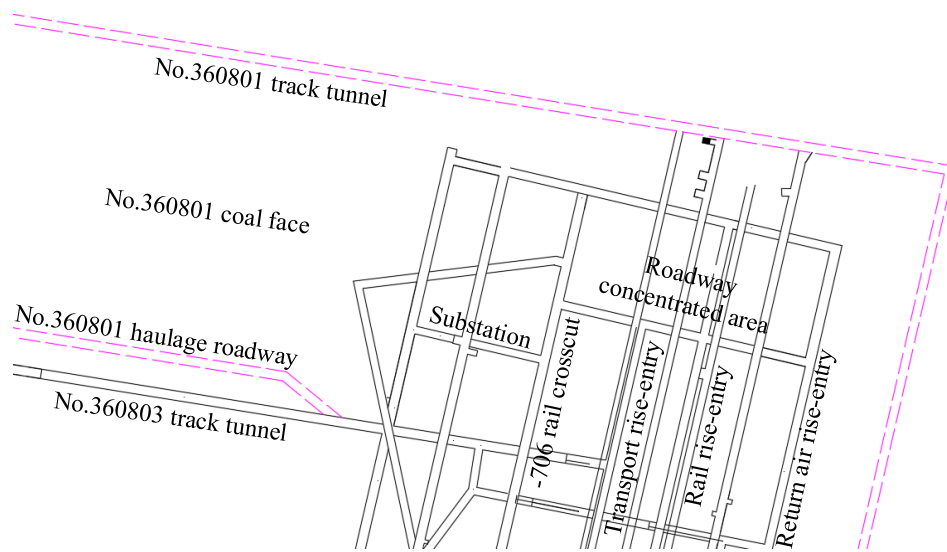 No.360801 track tunnel
No.360801 coal face
Roadway
concentrated area
No.360801 haulage roadway
Substation
No.360803 track tunnel
-706 rail crosscut
Transport rise-entry
Rail rise-entry
Return air rise-entry